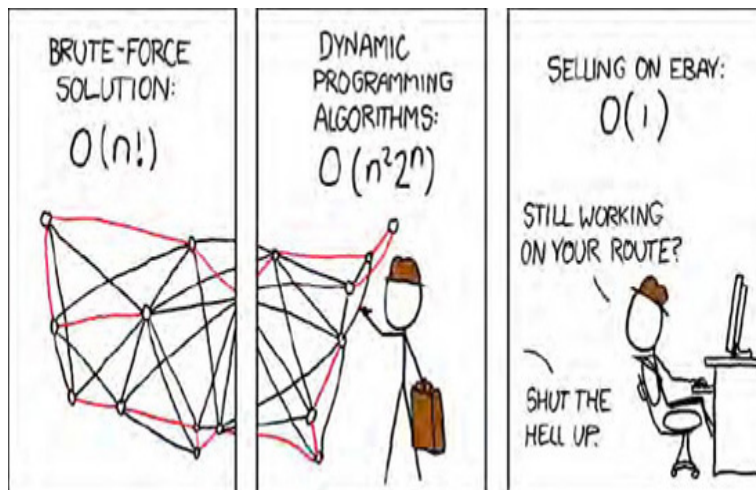 BRUTE-FORCE
SOLUTION:
O(n!)
DYNAMIC
PROGRAMMING
ALGORITHMS:
O(n²2ⁿ)
SELLING ON EBAY:
O(1)
STILL WORKING
ON YOUR ROUTE?
SHUT THE
HELL UP.